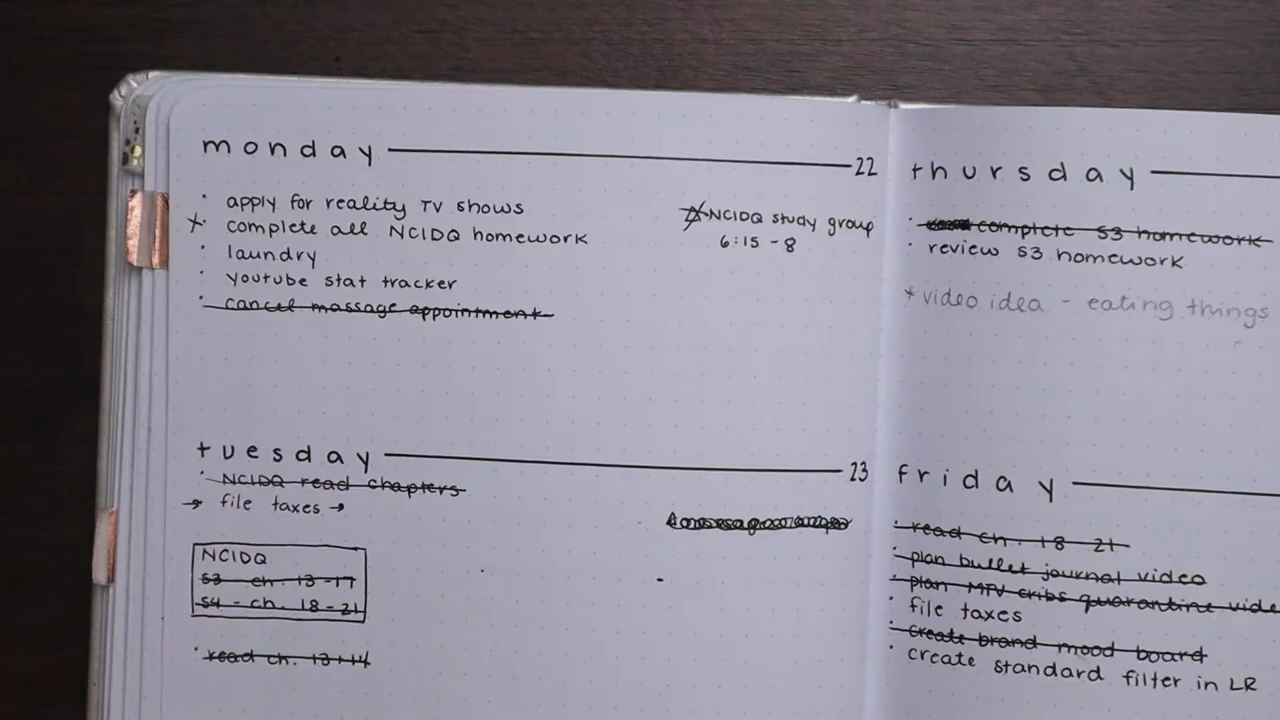 monday 22
apply for reality TV shows
complete all NCIDQ homework
laundry
youtube stat tracker
cancel massage appointment
NCIDQ study group
6:15 - 8
tuesday 23
NCIDQ read chapters
→ file taxes →
NCIDQ
S3 - ch. 13-17
S4 - ch. 18-21
read ch. 13+14
thursday
complete S3 homework
review S3 homework
* video idea - eating things
friday
read ch. 18-21
plan bullet journal video
plan MTV cribs quarantine vide
file taxes
create brand mood board
create standard filter in LR